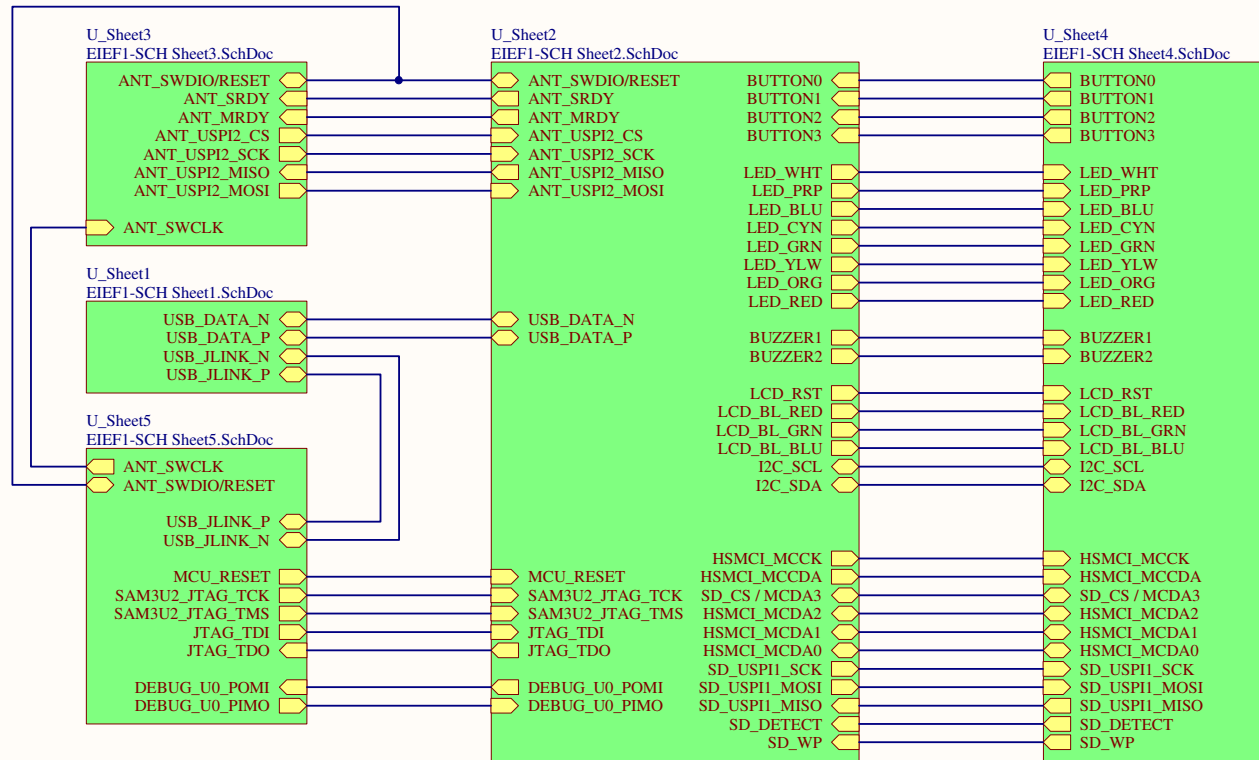 U_Sheet3
EIEF1-SCH Sheet3.SchDoc
ANT_SWDIO/RESET
ANT_SRDY
ANT_MRDY
ANT_USPI2_CS
ANT_USPI2_SCK
ANT_USPI2_MISO
ANT_USPI2_MOSI
ANT_SWCLK
U_Sheet1
EIEF1-SCH Sheet1.SchDoc
USB_DATA_N
USB_DATA_P
USB_JLINK_N
USB_JLINK_P
U_Sheet5
EIEF1-SCH Sheet5.SchDoc
ANT_SWCLK
ANT_SWDIO/RESET
USB_JLINK_P
USB_JLINK_N
MCU_RESET
SAM3U2_JTAG_TCK
SAM3U2_JTAG_TMS
JTAG_TDI
JTAG_TDO
DEBUG_U0_POMI
DEBUG_U0_PIMO
U_Sheet2
EIEF1-SCH Sheet2.SchDoc
ANT_SWDIO/RESET
ANT_SRDY
ANT_MRDY
ANT_USPI2_CS
ANT_USPI2_SCK
ANT_USPI2_MISO
ANT_USPI2_MOSI
USB_DATA_N
USB_DATA_P
MCU_RESET
SAM3U2_JTAG_TCK
SAM3U2_JTAG_TMS
JTAG_TDI
JTAG_TDO
DEBUG_U0_POMI
DEBUG_U0_PIMO
BUTTON0
BUTTON1
BUTTON2
BUTTON3
LED_WHT
LED_PRP
LED_BLU
LED_CYN
LED_GRN
LED_YLW
LED_ORG
LED_RED
BUZZER1
BUZZER2
LCD_RST
LCD_BL_RED
LCD_BL_GRN
LCD_BL_BLU
I2C_SCL
I2C_SDA
HSMCI_MCCK
HSMCI_MCCDA
SD_CS / MCDA3
HSMCI_MCDA2
HSMCI_MCDA1
HSMCI_MCDA0
SD_USPI1_SCK
SD_USPI1_MOSI
SD_USPI1_MISO
SD_DETECT
SD_WP
U_Sheet4
EIEF1-SCH Sheet4.SchDoc
BUTTON0
BUTTON1
BUTTON2
BUTTON3
LED_WHT
LED_PRP
LED_BLU
LED_CYN
LED_GRN
LED_YLW
LED_ORG
LED_RED
BUZZER1
BUZZER2
LCD_RST
LCD_BL_RED
LCD_BL_GRN
LCD_BL_BLU
I2C_SCL
I2C_SDA
HSMCI_MCCK
HSMCI_MCCDA
SD_CS / MCDA3
HSMCI_MCDA2
HSMCI_MCDA1
HSMCI_MCDA0
SD_USPI1_SCK
SD_USPI1_MOSI
SD_USPI1_MISO
SD_DETECT
SD_WP